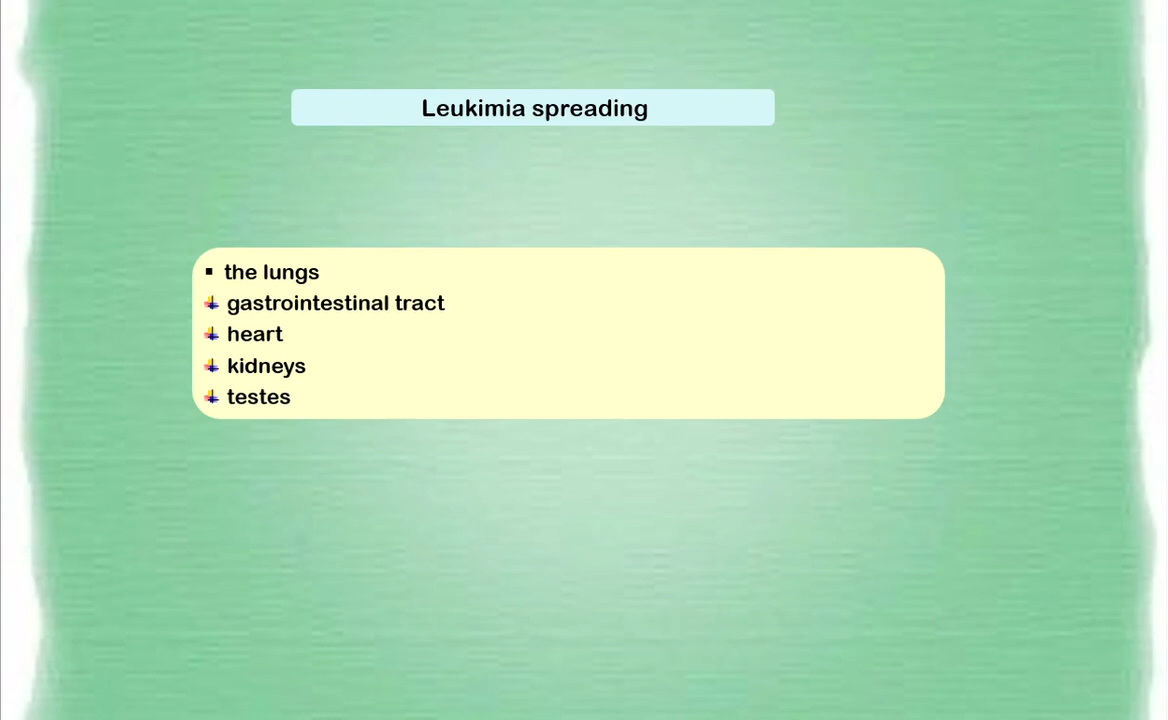 Leukimia spreading
▪ the lungs
gastrointestinal tract
heart
kidneys
testes